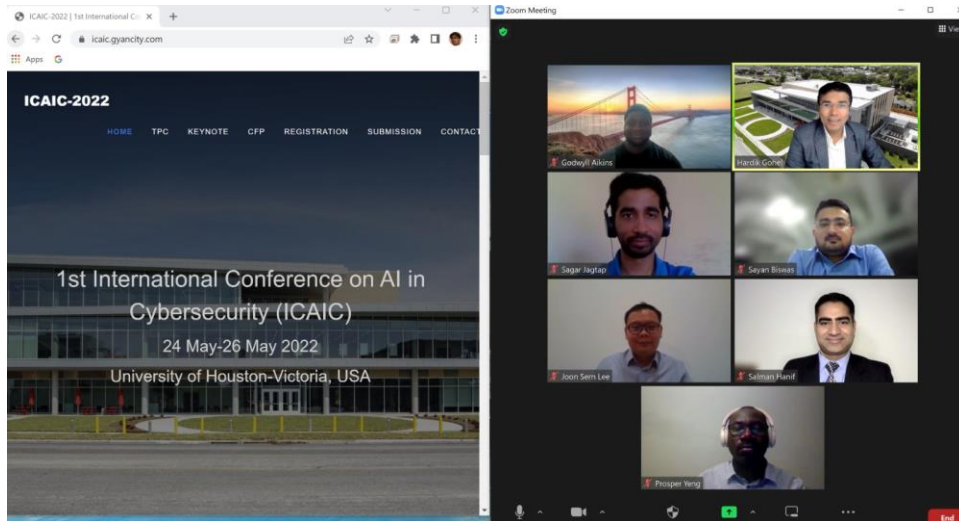 ICAIC-2022 | 1st International Co
icaic.gyancity.com
Apps
ICAIC-2022
HOME TPC KEYNOTE CFP REGISTRATION SUBMISSION CONTACT
1st International Conference on AI in
Cybersecurity (ICAIC)
24 May-26 May 2022
University of Houston-Victoria, USA
Zoom Meeting
Vie
Godwyll Aikins
Hardik Gohel
Sagar Jagtap
Sayan Biswas
Joon Sern Lee
Salman Hanif
Prosper Yeng
End